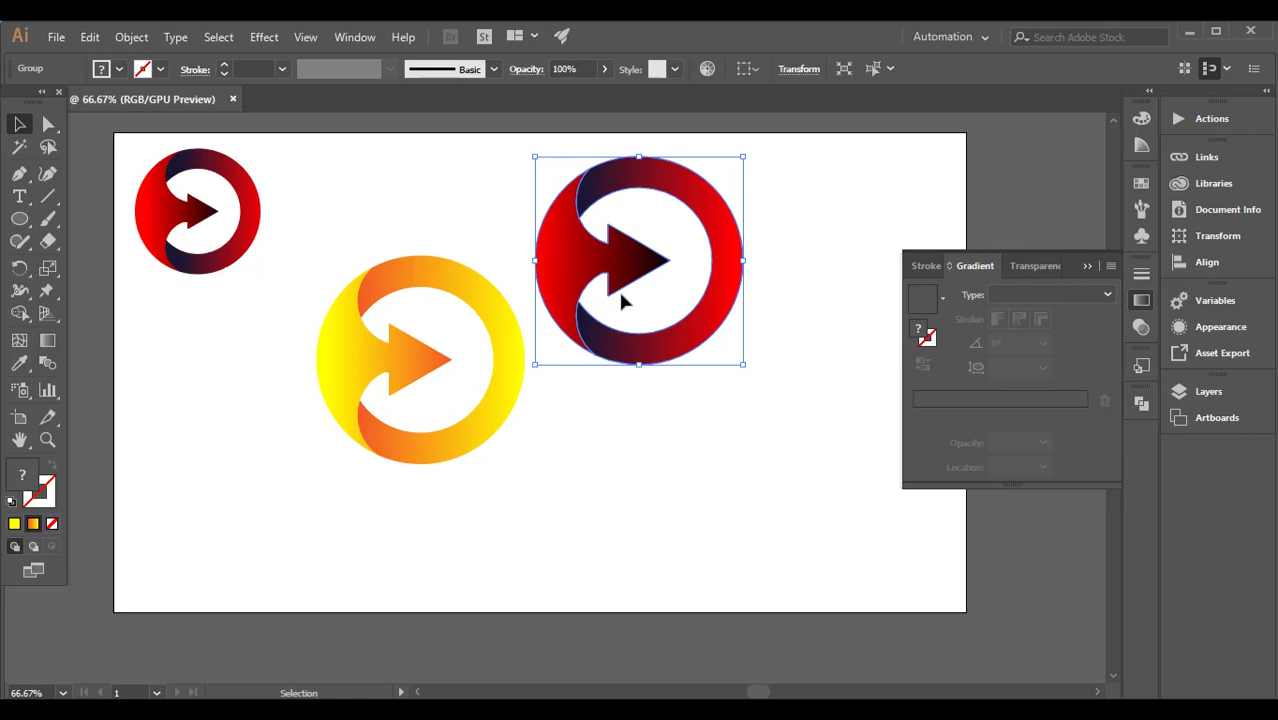 Ai File Edit Object Type Select Effect View Window Help Br St Automation Search Adobe Stock
Group ? Stroke: Basic Opacity: 100% Style: Transform
@ 66.67% (RGB/GPU Preview) ×
Actions
Links
Libraries
Document Info
Transform
Align
Variables
Appearance
Asset Export
Layers
Artboards
Stroke Gradient Transparenc
Type:
Stroke:
?
Opacity:
Location:
?
66.67% 1 Selection